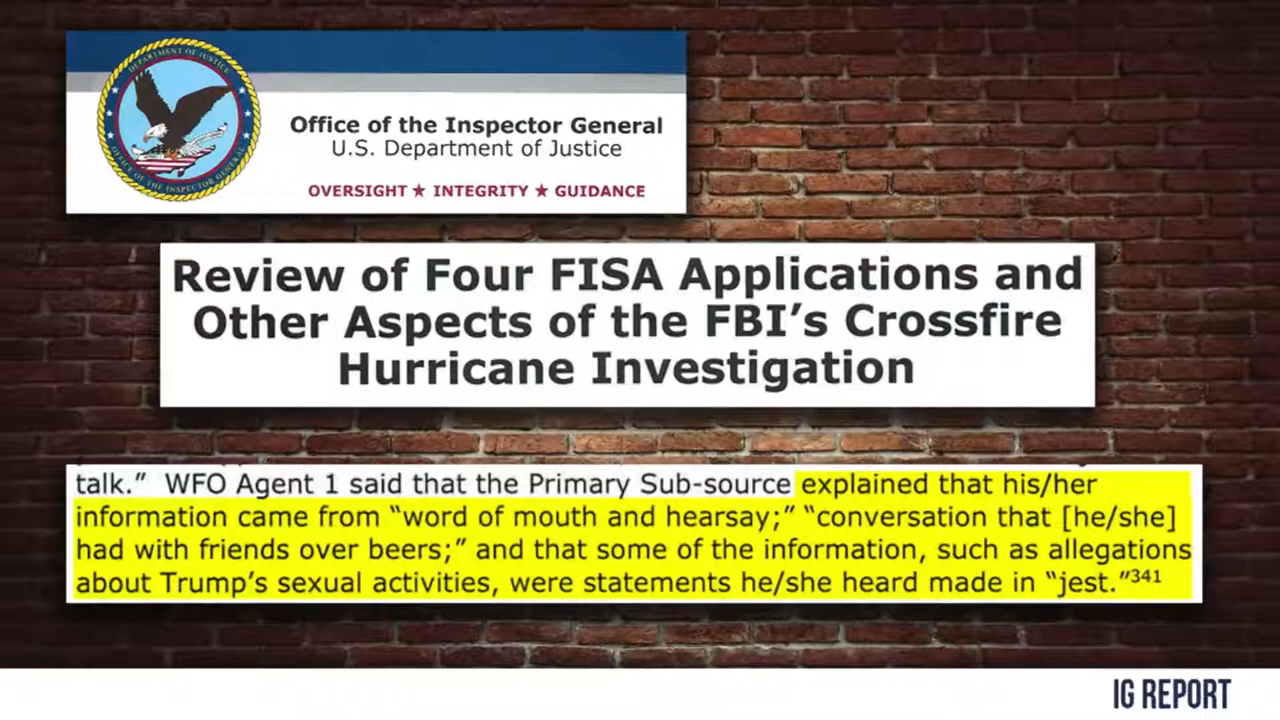 DEPARTMENT OF JUSTICE
OFFICE OF THE INSPECTOR GENERAL
Office of the Inspector General
U.S. Department of Justice
OVERSIGHT ★ INTEGRITY ★ GUIDANCE
Review of Four FISA Applications and
Other Aspects of the FBI’s Crossfire
Hurricane Investigation
talk.” WFO Agent 1 said that the Primary Sub-source explained that his/her
information came from “word of mouth and hearsay;” “conversation that [he/she]
had with friends over beers;” and that some of the information, such as allegations
about Trump’s sexual activities, were statements he/she heard made in “jest.”341
IG REPORT